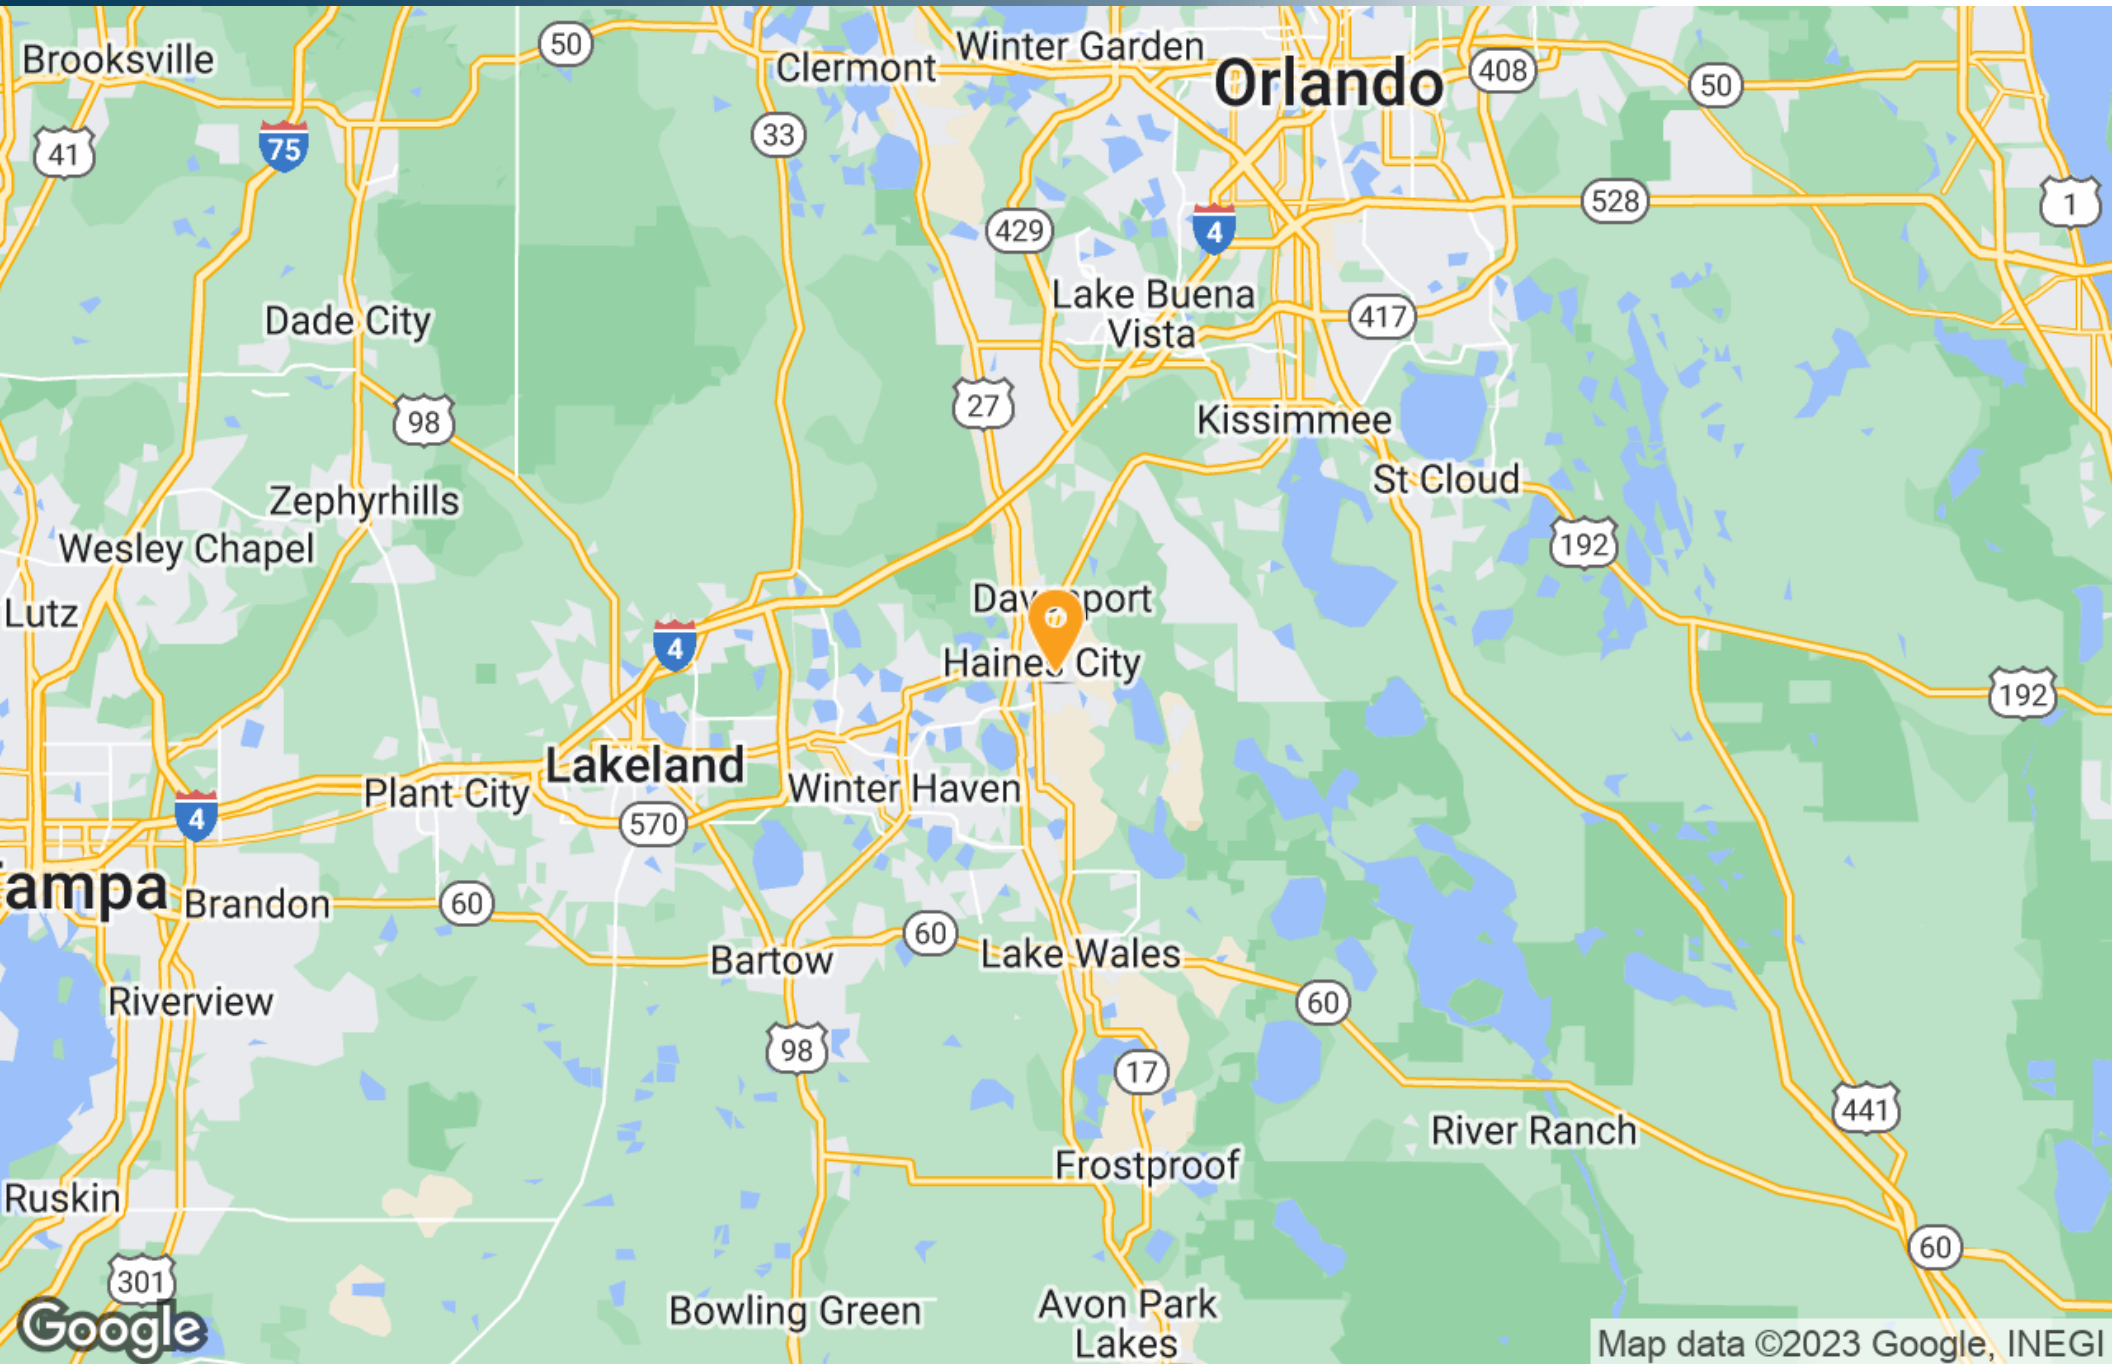 Brooksville
50
Clermont
Winter Garden
Orlando
408
50
41
75
33
1
528
429
4
Lake Buena
Vista
417
Dade City
27
98
Kissimmee
St Cloud
Zephyrhills
Wesley Chapel
192
Lutz
4
Haines City
192
Lakeland
Plant City
Winter Haven
4
570
ampa
Brandon
60
60
Bartow
Lake Wales
Riverview
60
98
17
441
River Ranch
Frostproof
Ruskin
60
301
Bowling Green
Avon Park
Lakes
Google
Map data ©2023 Google, INEGI